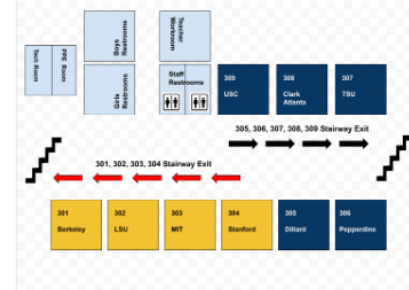 Tech Room
PPE Room
Boys
Restrooms
Girls
Restrooms
Teacher
Workroom
Staff
Restrooms
309
USC
308
Clark
Atlanta
307
TSU
305, 306, 307, 308, 309 Stairway Exit
301, 302, 303, 304 Stairway Exit
301
Berkeley
302
LSU
303
MIT
304
Stanford
305
Dillard
306
Pepperdine